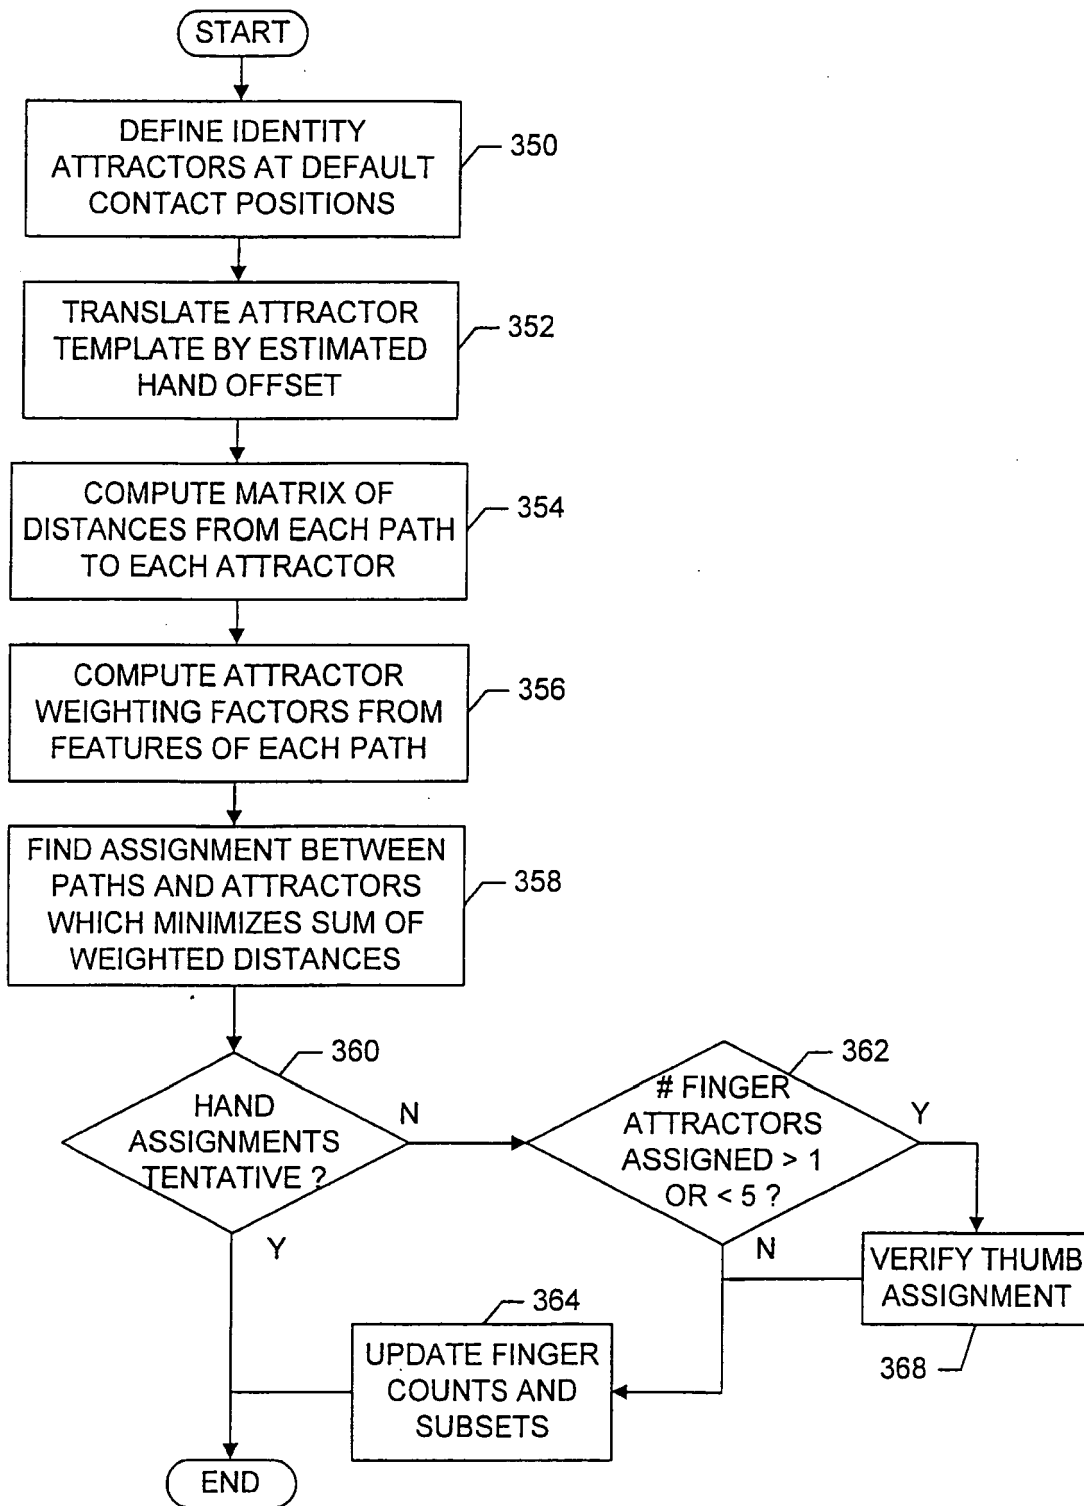 START
DEFINE IDENTITY
ATTRACTORS AT DEFAULT
CONTACT POSITIONS
350
TRANSLATE ATTRACTOR
TEMPLATE BY ESTIMATED
HAND OFFSET
352
COMPUTE MATRIX OF
DISTANCES FROM EACH PATH
TO EACH ATTRACTOR
354
COMPUTE ATTRACTOR
WEIGHTING FACTORS FROM
FEATURES OF EACH PATH
356
FIND ASSIGNMENT BETWEEN
PATHS AND ATTRACTORS
WHICH MINIMIZES SUM OF
WEIGHTED DISTANCES
358
360
HAND
ASSIGNMENTS
TENTATIVE ?
N
Y
362
# FINGER
ATTRACTORS
ASSIGNED > 1
OR < 5 ?
Y
N
VERIFY THUMB
ASSIGNMENT
368
364
UPDATE FINGER
COUNTS AND
SUBSETS
END